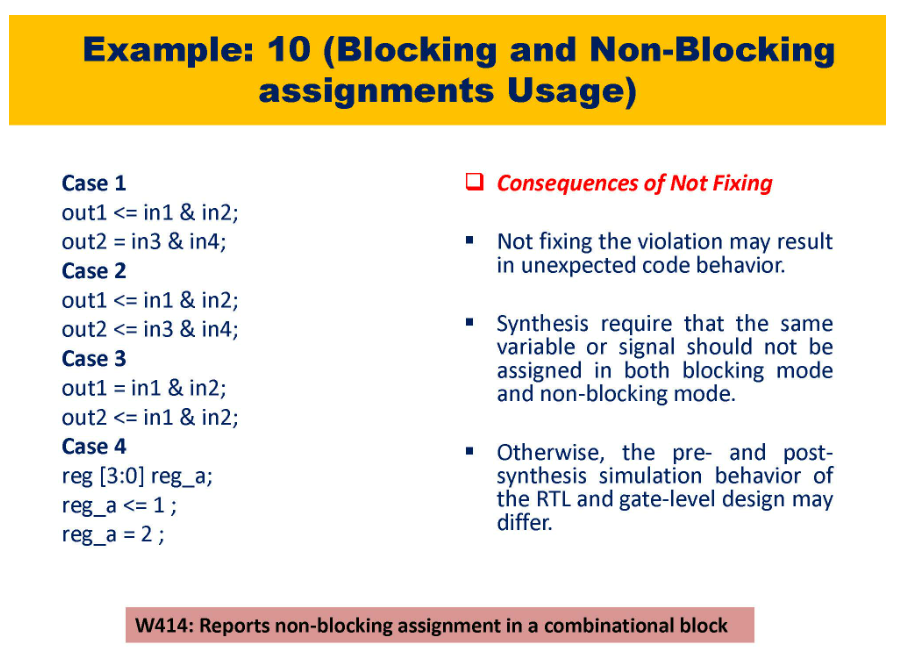 Example: 10 (Blocking and Non-Blocking
assignments Usage)
Case 1
out1 <= in1 & in2;
out2 = in3 & in4;
Case 2
out1 <= in1 & in2;
out2 <= in3 & in4;
Case 3
out1 = in1 & in2;
out2 <= in1 & in2;
Case 4
reg [3:0] reg_a;
reg_a <= 1 ;
reg_a = 2 ;
Consequences of Not Fixing
Not fixing the violation may result
in unexpected code behavior.
Synthesis require that the same
variable or signal should not be
assigned in both blocking mode
and non-blocking mode.
Otherwise, the pre- and post-
synthesis simulation behavior of
the RTL and gate-level design may
differ.
W414: Reports non-blocking assignment in a combinational block